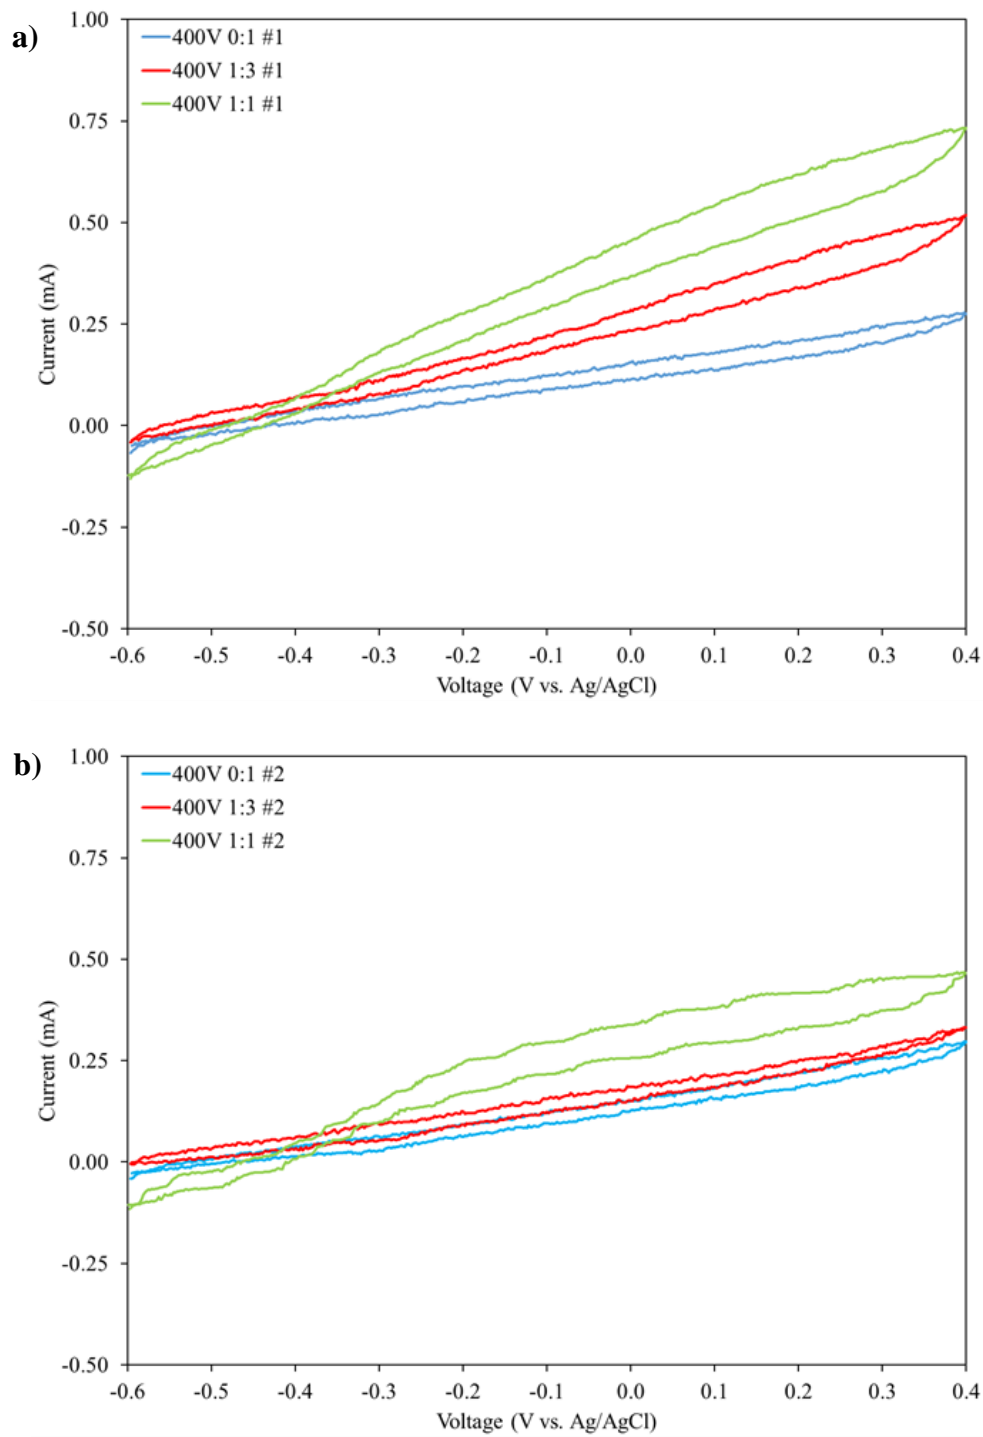 a)
1.00
0.75
0.50
0.25
0.00
-0.25
-0.50
Current (mA)
400V 0:1 #1
400V 1:3 #1
400V 1:1 #1
-0.6 -0.5 -0.4 -0.3 -0.2 -0.1 0.0 0.1 0.2 0.3 0.4
Voltage (V vs. Ag/AgCl)
b)
1.00
0.75
0.50
0.25
0.00
-0.25
-0.50
Current (mA)
400V 0:1 #2
400V 1:3 #2
400V 1:1 #2
-0.6 -0.5 -0.4 -0.3 -0.2 -0.1 0.0 0.1 0.2 0.3 0.4
Voltage (V vs. Ag/AgCl)